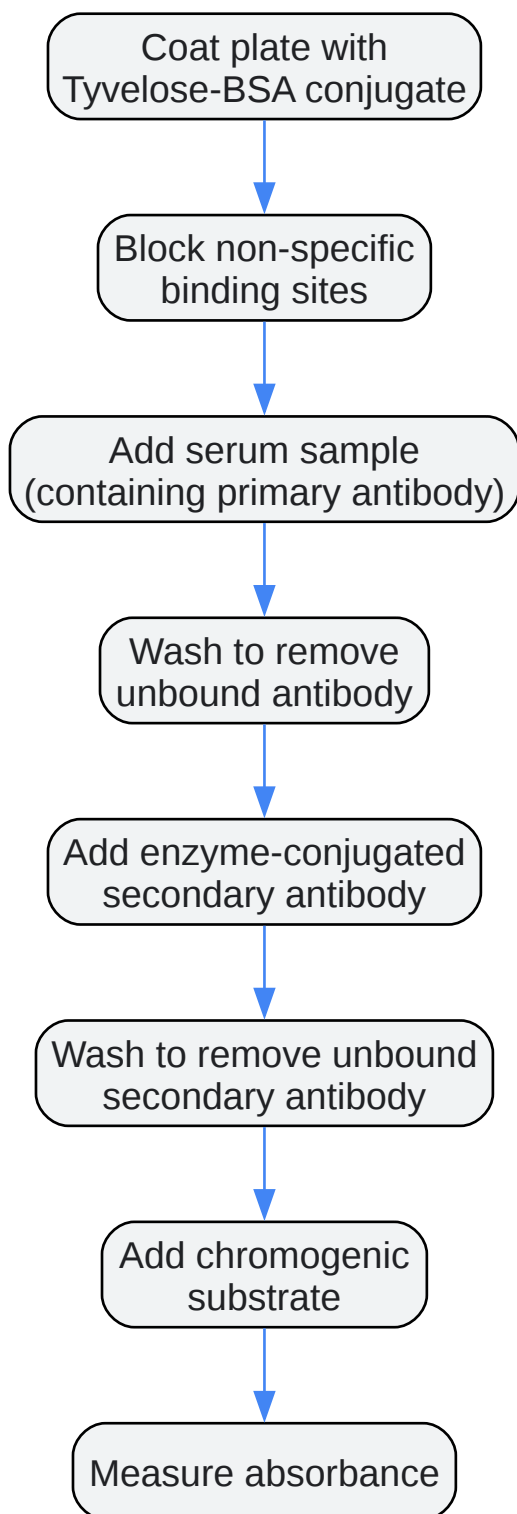 Coat plate with
Tyvelose-BSA conjugate
Block non-specific
binding sites
Add serum sample
(containing primary antibody)
Wash to remove
unbound antibody
Add enzyme-conjugated
secondary antibody
Wash to remove unbound
secondary antibody
Add chromogenic
substrate
Measure absorbance